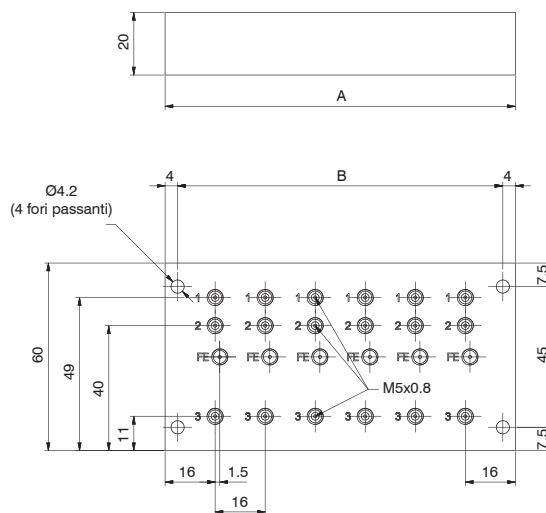 20
A
4 B 4
Ø4.2
(4 fori passanti)
7.5
1 1 1 1 1 1
2 2 2 2 2 2
FE FE FE FE FE FE
60
49
40
45
M5x0.8
3 3 3 3 3 3
11
7.5
16 1.5 16
16